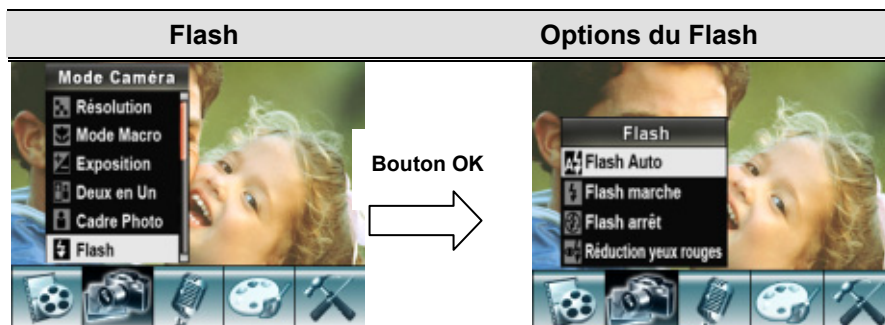 Flash
Options du Flash
Mode Caméra
Résolution
Mode Macro
Exposition
Deux en Un
Cadre Photo
Flash
Bouton OK
Flash
Flash Auto
Flash marche
Flash arrêt
Réduction yeux rouges